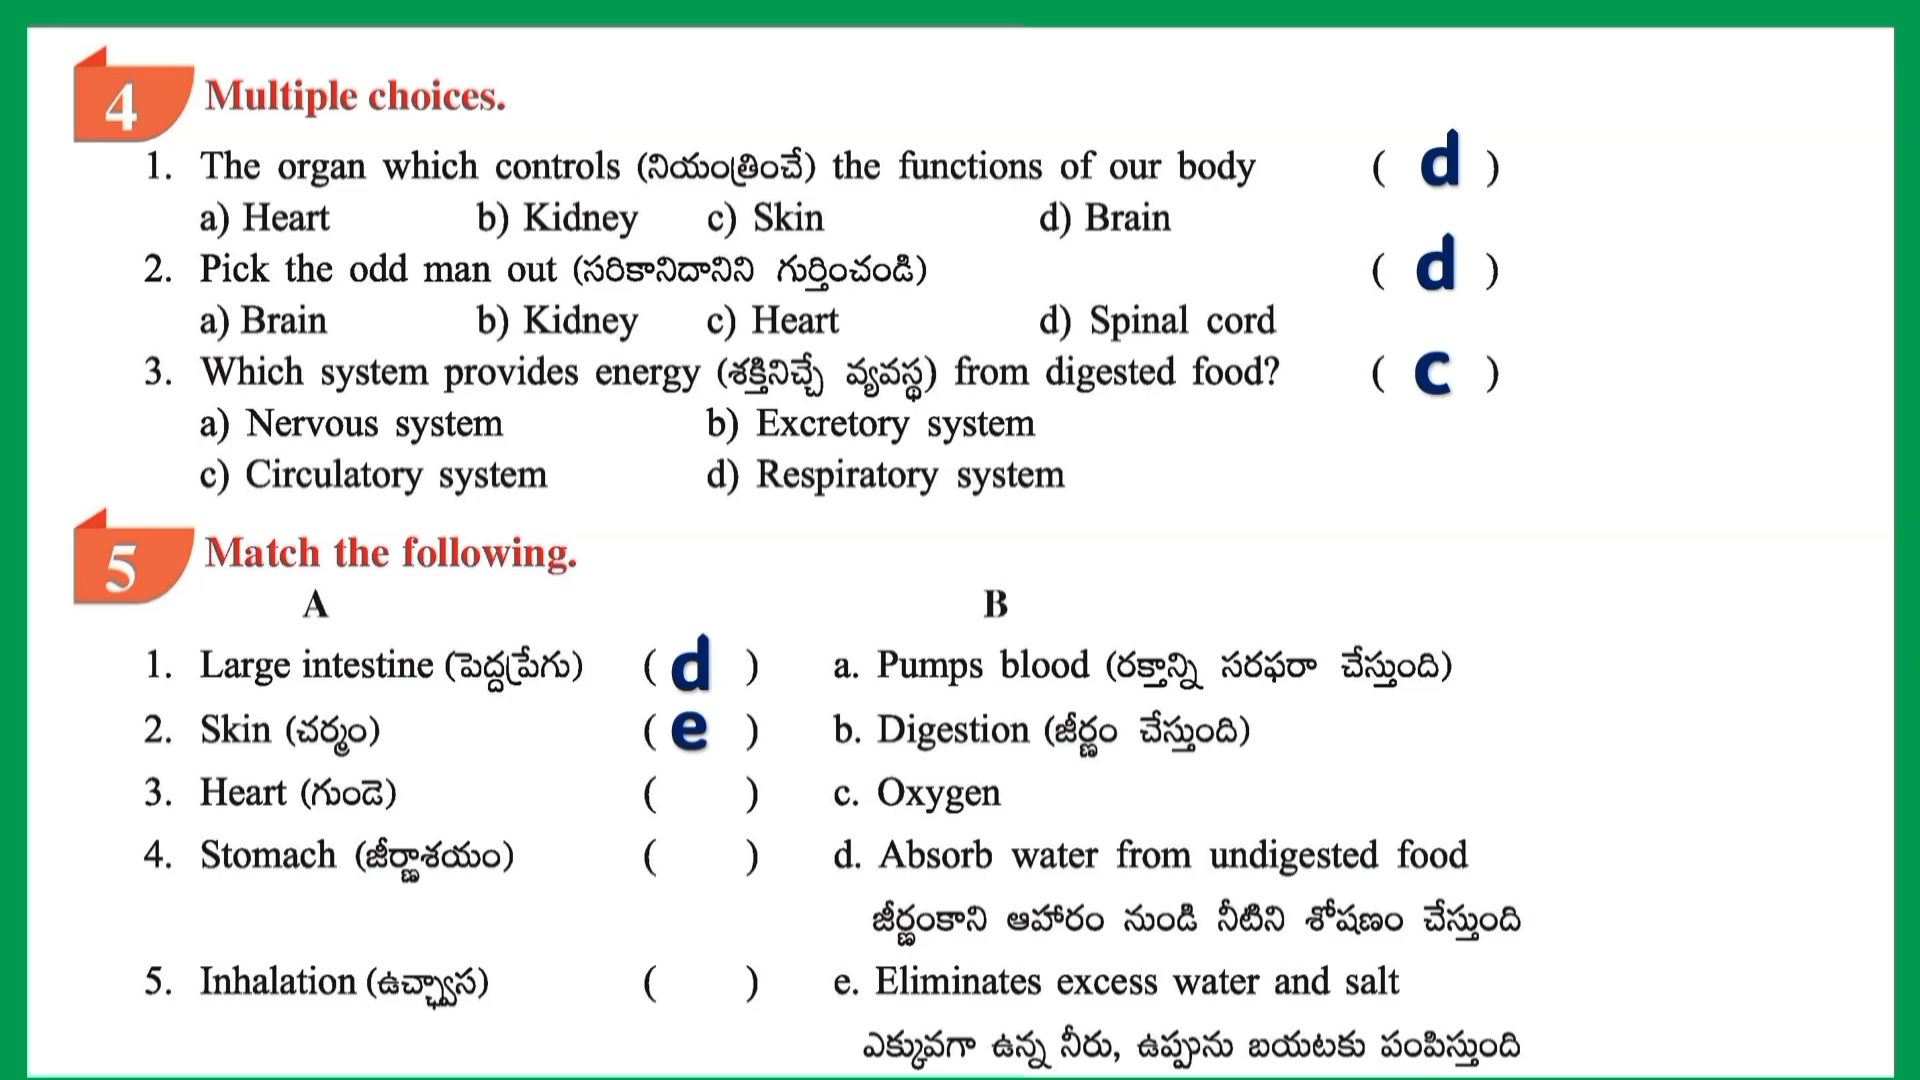 4 Multiple choices.
1. The organ which controls (నియంత్రించే) the functions of our body ( d )
a) Heart b) Kidney c) Skin d) Brain
2. Pick the odd man out (సరికానిదానిని గుర్తించండి) ( d )
a) Brain b) Kidney c) Heart d) Spinal cord
3. Which system provides energy (శక్తినిచ్చే వ్యవస్థ) from digested food? ( c )
a) Nervous system b) Excretory system
c) Circulatory system d) Respiratory system
5 Match the following.
A B
1. Large intestine (పెద్దప్రేగు) ( d ) a. Pumps blood (రక్తాన్ని సరఫరా చేస్తుంది)
2. Skin (చర్మం) ( e ) b. Digestion (జీర్ణం చేస్తుంది)
3. Heart (గుండె) ( ) c. Oxygen
4. Stomach (జీర్ణాశయం) ( ) d. Absorb water from undigested food
జీర్ణంకాని ఆహారం నుండి నీటిని శోషణం చేస్తుంది
5. Inhalation (ఉచ్ఛ్వాస) ( ) e. Eliminates excess water and salt
ఎక్కువగా ఉన్న నీరు, ఉప్పును బయటకు పంపిస్తుంది